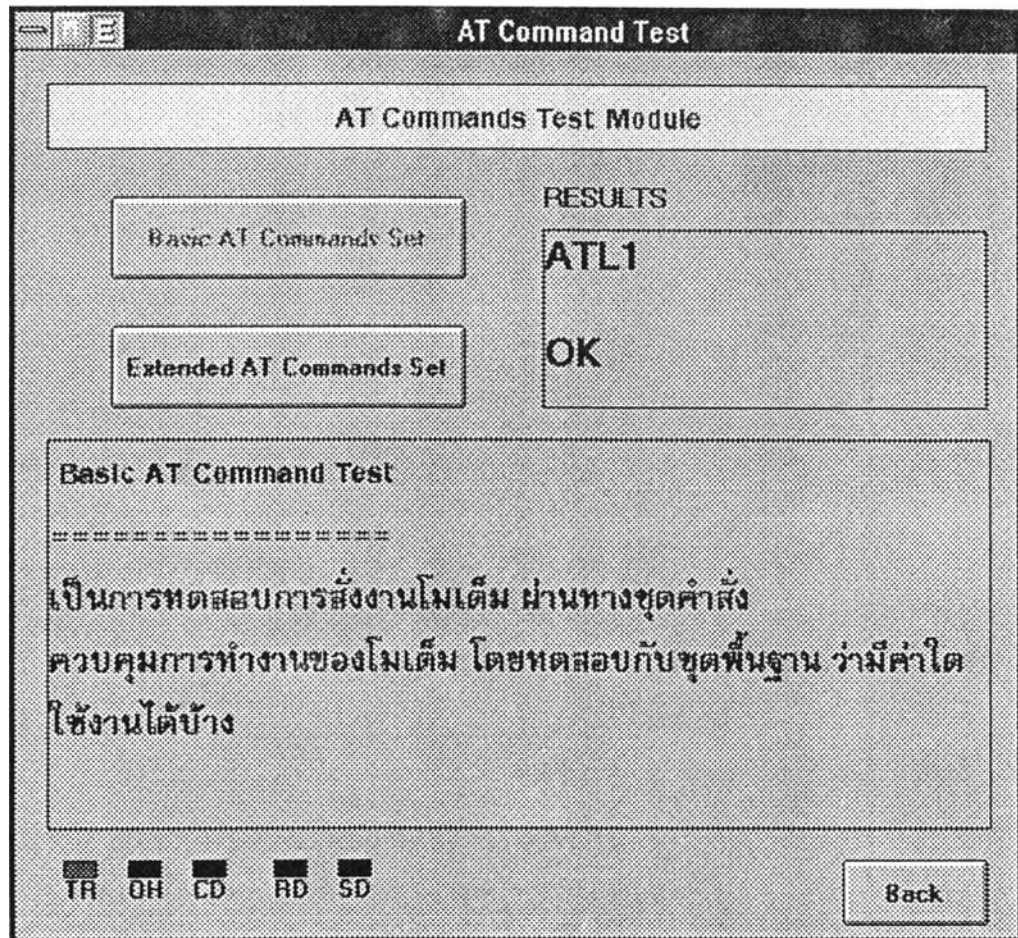 AT Command Test
AT Commands Test Module
Basic AT Commands Set
Extended AT Commands Set
RESULTS
ATL1
OK
Basic AT Command Test
=================
เป็นการทดสอบการสั่งงานโมเด็ม ผ่านทางชุดคำสั่ง
ควบคุมการทำงานของโมเด็ม โดยทดสอบกับชุดพื้นฐาน ว่ามีค่าใด
ใช้งานได้บ้าง
TR OH CD RD SD
Back